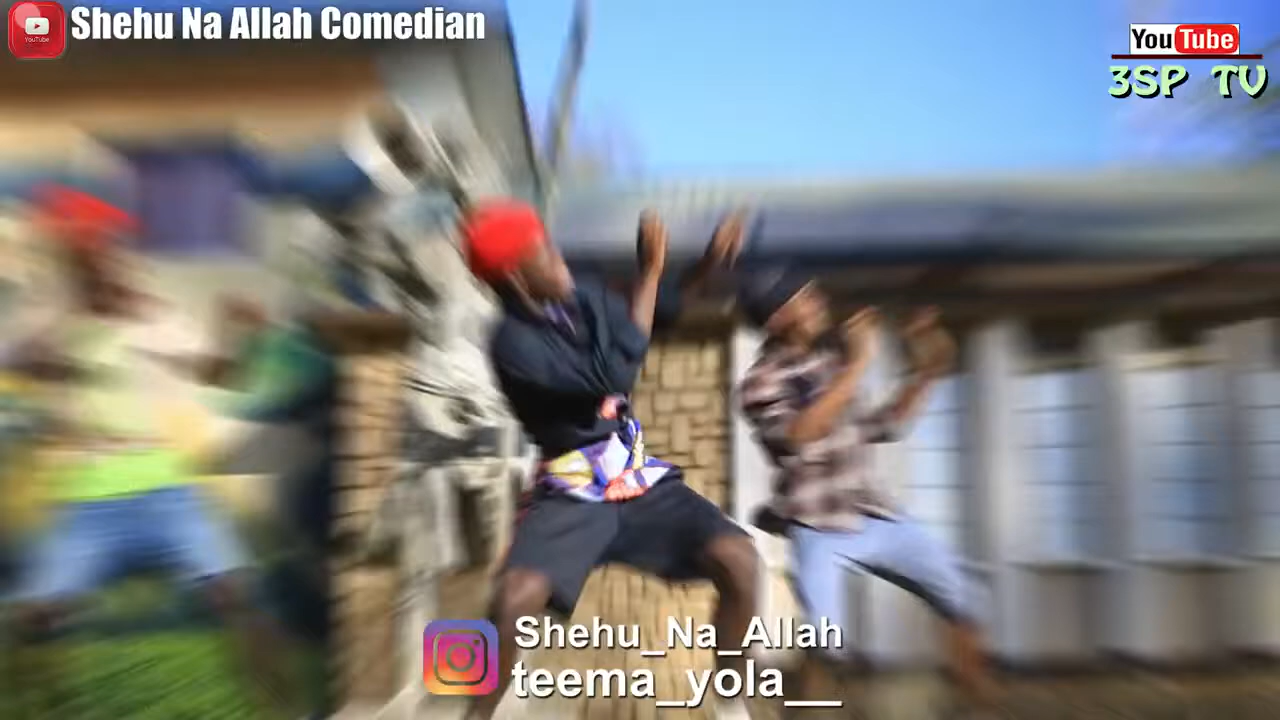 Shehu Na Allah Comedian
YouTube
YouTube
3SP TV
Shehu_Na_Allah
teema_yola__